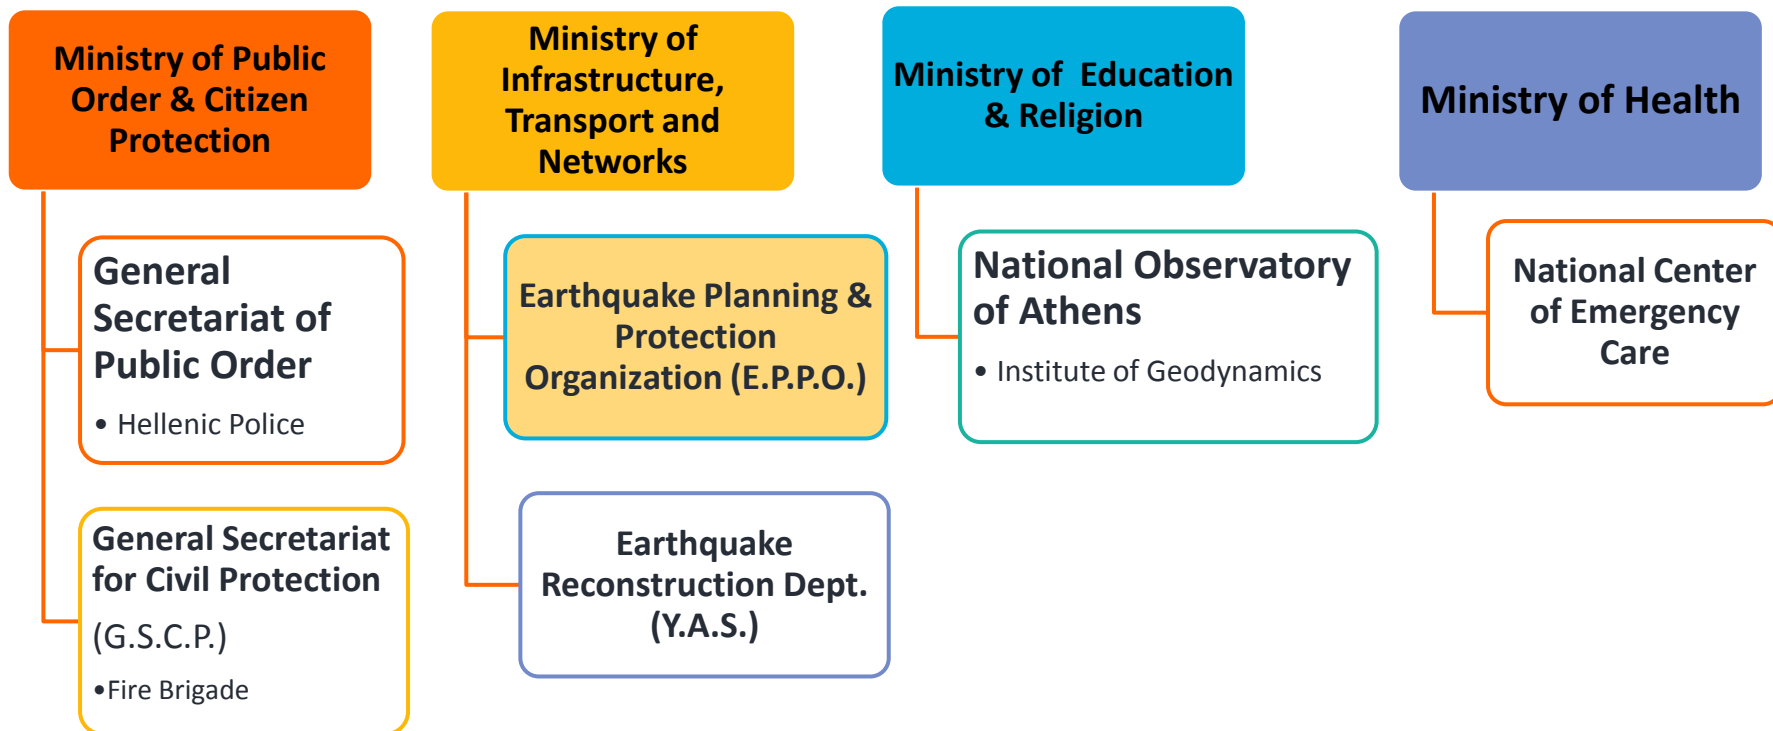 Ministry of Public
Order & Citizen
Protection
General
Secretariat of
Public Order
• Hellenic Police
General Secretariat
for Civil Protection
(G.S.C.P.)
•Fire Brigade
Ministry of
Infrastructure,
Transport and
Networks
Earthquake Planning &
Protection
Organization (E.P.P.O.)
Earthquake
Reconstruction Dept.
(Y.A.S.)
Ministry of Education
& Religion
National Observatory
of Athens
• Institute of Geodynamics
Ministry of Health
National Center
of Emergency
Care